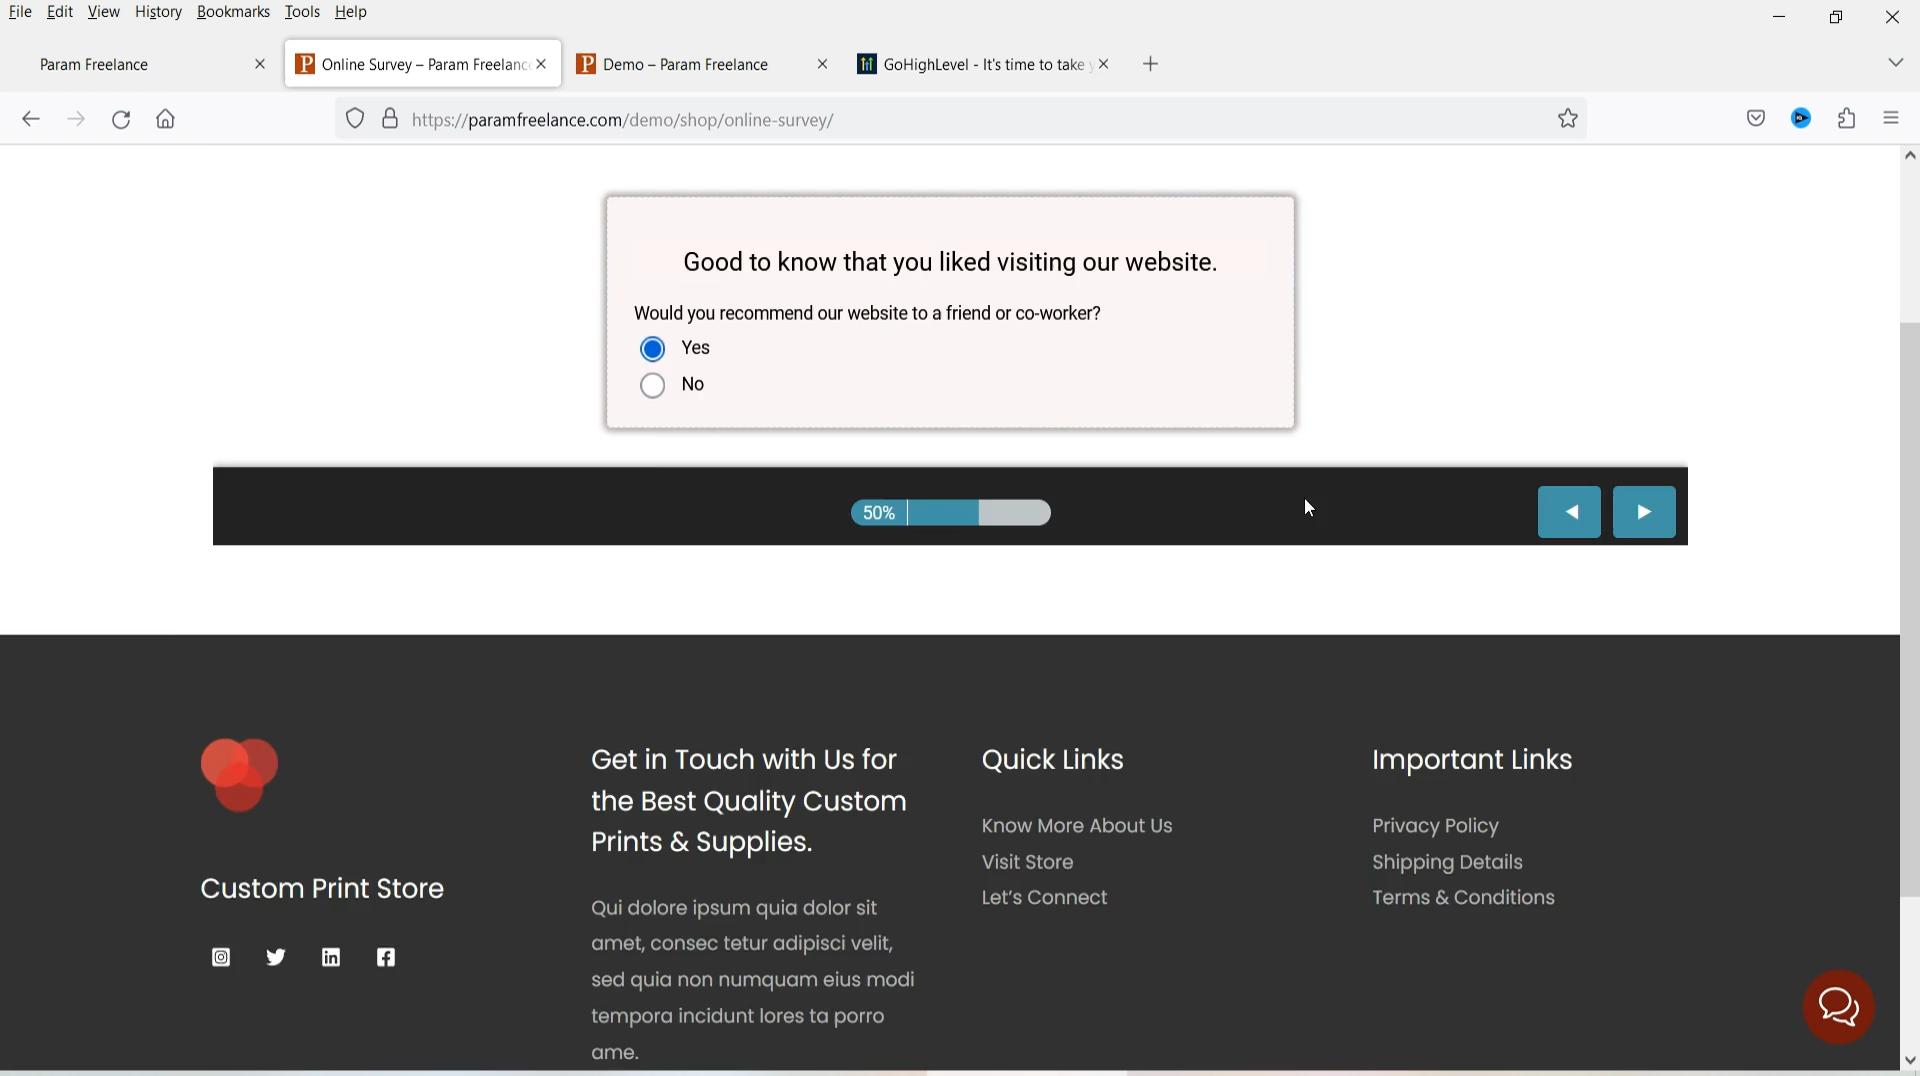 File Edit View History Bookmarks Tools Help
Param Freelance
Online Survey – Param Freelance
Demo – Param Freelance
GoHighLevel - It's time to take y
https://paramfreelance.com/demo/shop/online-survey/
Good to know that you liked visiting our website.
Would you recommend our website to a friend or co-worker?
Yes
No
50%
Custom Print Store
Get in Touch with Us for
the Best Quality Custom
Prints & Supplies.
Qui dolore ipsum quia dolor sit
amet, consec tetur adipisci velit,
sed quia non numquam eius modi
tempora incidunt lores ta porro
ame.
Quick Links
Know More About Us
Visit Store
Let's Connect
Important Links
Privacy Policy
Shipping Details
Terms & Conditions